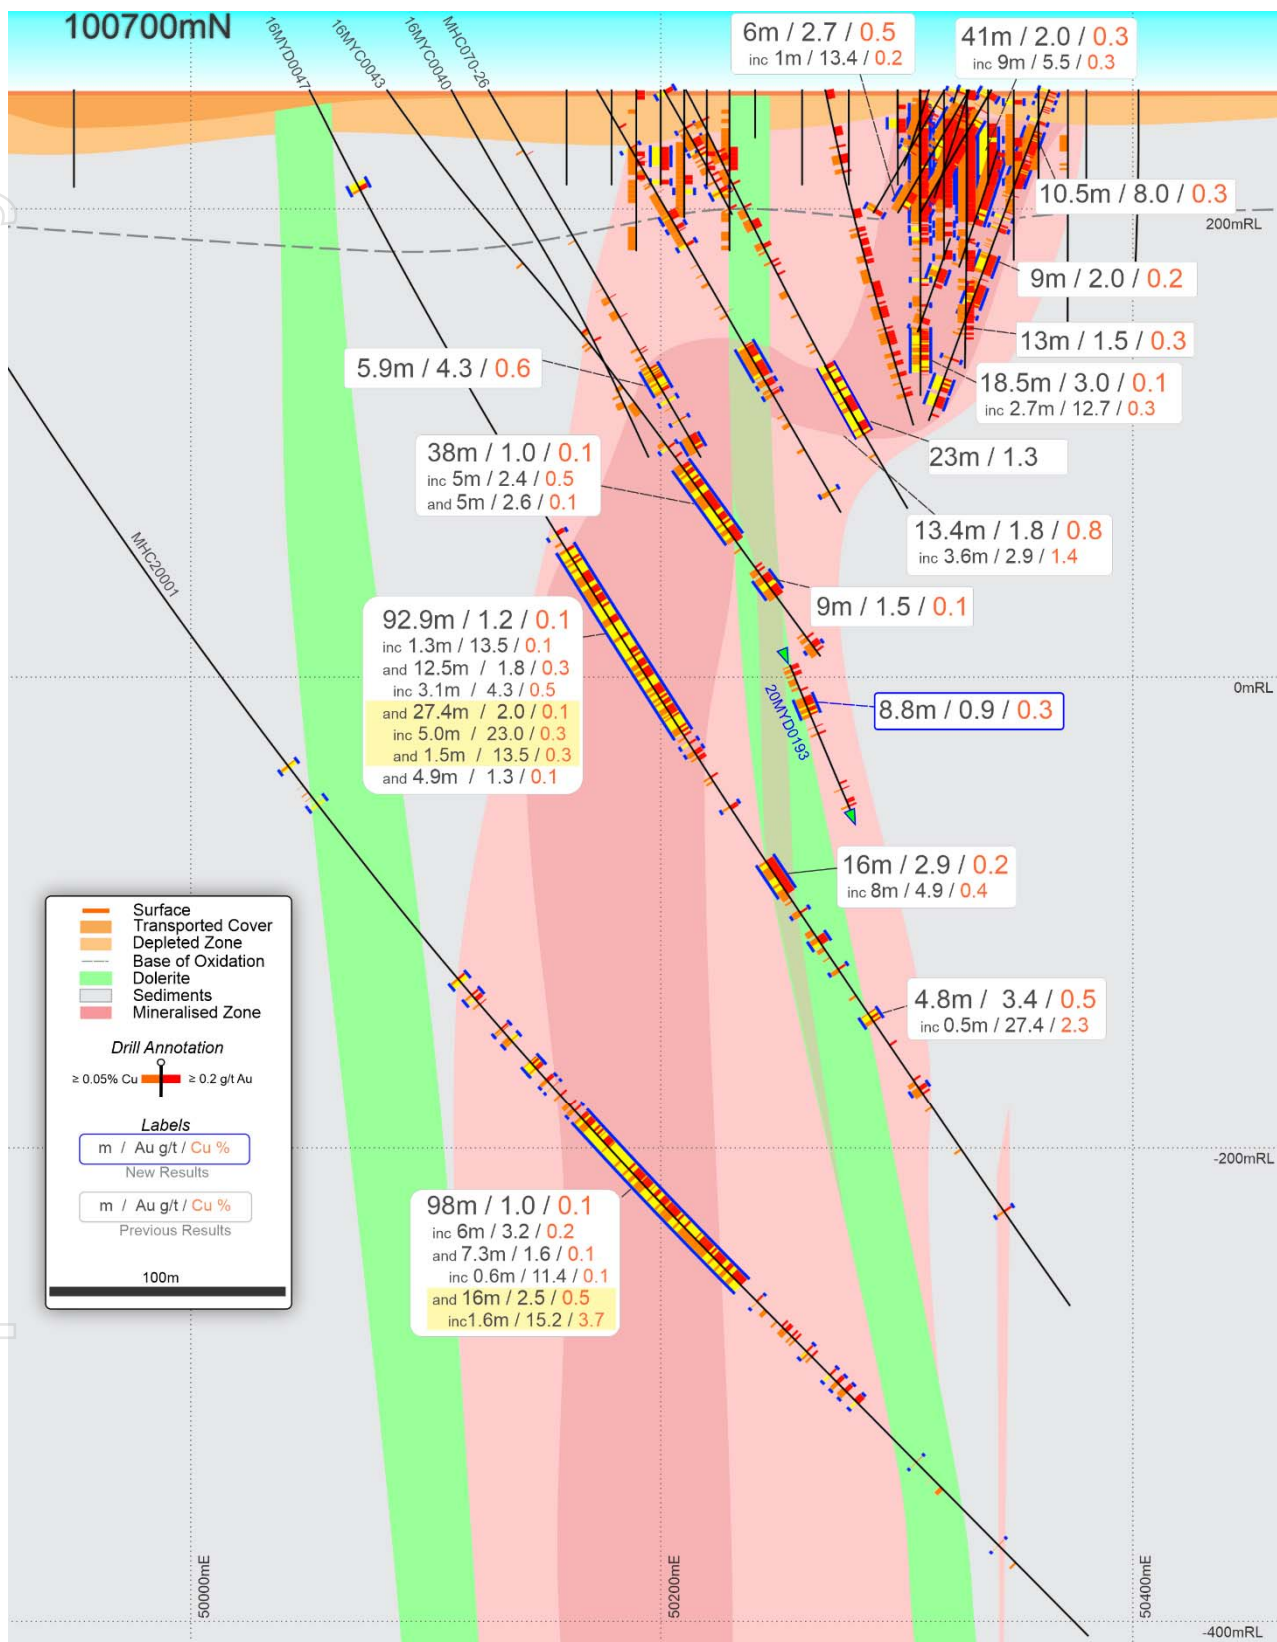 100700mN
16MYD0047
16MYC0043
16MYC0040
MHC070-26
6m / 2.7 / 0.5
inc 1m / 13.4 / 0.2
41m / 2.0 / 0.3
inc 9m / 5.5 / 0.3
10.5m / 8.0 / 0.3
200mRL
9m / 2.0 / 0.2
13m / 1.5 / 0.3
5.9m / 4.3 / 0.6
18.5m / 3.0 / 0.1
inc 2.7m / 12.7 / 0.3
38m / 1.0 / 0.1
inc 5m / 2.4 / 0.5
and 5m / 2.6 / 0.1
23m / 1.3
13.4m / 1.8 / 0.8
inc 3.6m / 2.9 / 1.4
MHC20001
9m / 1.5 / 0.1
92.9m / 1.2 / 0.1
inc 1.3m / 13.5 / 0.1
and 12.5m / 1.8 / 0.3
inc 3.1m / 4.3 / 0.5
and 27.4m / 2.0 / 0.1
inc 5.0m / 23.0 / 0.3
and 1.5m / 13.5 / 0.3
and 4.9m / 1.3 / 0.1
0mRL
20MYD0193
8.8m / 0.9 / 0.3
16m / 2.9 / 0.2
inc 8m / 4.9 / 0.4
4.8m / 3.4 / 0.5
inc 0.5m / 27.4 / 2.3
Surface
Transported Cover
Depleted Zone
Base of Oxidation
Dolerite
Sediments
Mineralised Zone
Drill Annotation
≥ 0.05% Cu
≥ 0.2 g/t Au
Labels
m / Au g/t / Cu %
New Results
m / Au g/t / Cu %
Previous Results
100m
-200mRL
98m / 1.0 / 0.1
inc 6m / 3.2 / 0.2
and 7.3m / 1.6 / 0.1
inc 0.6m / 11.4 / 0.1
and 16m / 2.5 / 0.5
inc1.6m / 15.2 / 3.7
50000mE
50200mE
50400mE
-400mRL